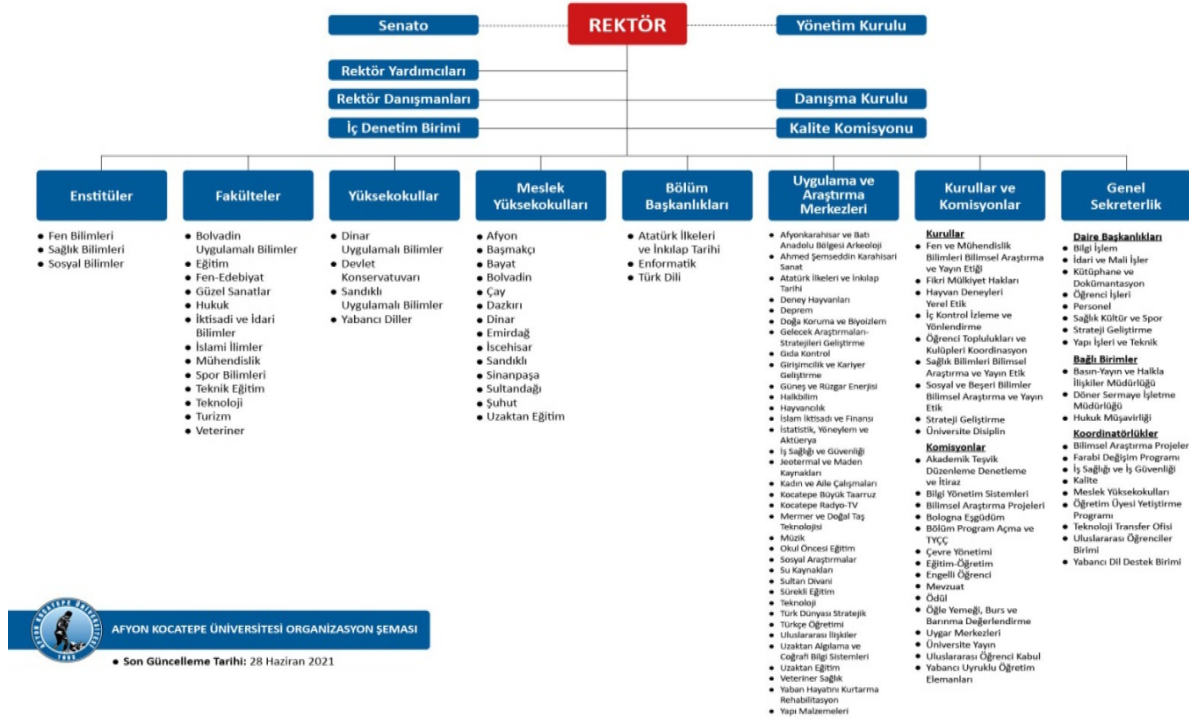 Senato
REKTÖR
Yönetim Kurulu
Rektör Yardımcıları
Rektör Danışmanları
Danışma Kurulu
İç Denetim Birimi
Kalite Komisyonu
Enstitüler
• Fen Bilimleri
• Sağlık Bilimleri
• Sosyal Bilimler
Fakülteler
• Bolvadin
Uygulamalı Bilimler
• Eğitim
• Fen-Edebiyat
• Güzel Sanatlar
• Hukuk
• İktisadi ve İdari
Bilimler
• İslami İlimler
• Mühendislik
• Spor Bilimleri
• Teknik Eğitim
• Teknoloji
• Turizm
• Veteriner
Yüksekokullar
• Dinar
Uygulamalı Bilimler
• Devlet
Konservatuvarı
• Sandıklı
Uygulamalı Bilimler
• Yabancı Diller
Meslek
Yüksekokulları
• Afyon
• Başmakçı
• Bayat
• Bolvadin
• Çay
• Dazkırı
• Dinar
• Emirdağ
• İscehisar
• Sandıklı
• Sinanpaşa
• Sultandağı
• Şuhut
• Uzaktan Eğitim
Bölüm
Başkanlıkları
• Atatürk İlkeleri
ve İnkılap Tarihi
• Enformatik
• Türk Dili
Uygulama ve
Araştırma
Merkezleri
• Afyonkarahisar ve Batı
Anadolu Bölgesi Arkeoloji
• Ahmed Şemseddin Karahisari
Sanat
• Atatürk İlkeleri ve İnkılap
Tarihi
• Deney Hayvanları
• Deprem
• Doğa Koruma ve Biyoizlem
• Gelecek Araştırmaları-
Stratejileri Geliştirme
• Gıda Kontrol
• Girişimcilik ve Kariyer
Geliştirme
• Güneş ve Rüzgar Enerjisi
• Halkbilim
• Hayvancılık
• İslam İktisadı ve Finansı
• İstatistik, Yöneylem ve
Aktüerya
• İş Sağlığı ve Güvenliği
• Jeotermal ve Maden
Kaynakları
• Kadın ve Aile Çalışmaları
• Kocatepe Büyük Taarruz
• Kocatepe Radyo-TV
• Mermer ve Doğal Taş
Teknolojisi
• Müzik
• Okul Öncesi Eğitim
• Sosyal Araştırmalar
• Su Kaynakları
• Sultan Divani
• Sürekli Eğitim
• Teknoloji
• Türk Dünyası Stratejik
• Türkçe Öğretimi
• Uluslararası İlişkiler
• Uzaktan Algılama ve
Coğrafi Bilgi Sistemleri
• Uzaktan Eğitim
• Veteriner Sağlık
• Yaban Hayatını Kurtarma
Rehabilitasyon
• Yapı Malzemeleri
Kurullar ve
Komisyonlar
Kurullar
• Fen ve Mühendislik
Bilimleri Bilimsel Araştırma
ve Yayın Etiği
• Fikri Mülkiyet Hakları
• Hayvan Deneyleri
Yerel Etik
• İç Kontrol İzleme ve
Yönlendirme
• Öğrenci Toplulukları ve
Kulüpleri Koordinasyon
• Sağlık Bilimleri Bilimsel
Araştırma ve Yayın Etik
• Sosyal ve Beşeri Bilimler
Bilimsel Araştırma ve Yayın
Etik
• Strateji Geliştirme
• Üniversite Disiplin
Komisyonlar
• Akademik Teşvik
Düzenleme Denetleme
ve İtiraz
• Bilgi Yönetim Sistemleri
• Bilimsel Araştırma Projeleri
• Bologna Eşgüdüm
• Bölüm Program Açma ve
TYÇÇ
• Çevre Yönetimi
• Eğitim-Öğretim
• Engelli Öğrenci
• Mevzuat
• Ödül
• Öğle Yemeği, Burs ve
Barınma Değerlendirme
• Uygar Merkezleri
• Üniversite Yayın
• Uluslararası Öğrenci Kabul
• Yabancı Uyruklu Öğretim
Elemanları
Genel
Sekreterlik
Daire Başkanlıkları
• Bilgi İşlem
• İdari ve Mali İşler
• Kütüphane ve
Dokümantasyon
• Öğrenci İşleri
• Personel
• Sağlık Kültür ve Spor
• Strateji Geliştirme
• Yapı İşleri ve Teknik
Bağlı Birimler
• Basın-Yayın ve Halkla
İlişkiler Müdürlüğü
• Döner Sermaye İşletme
Müdürlüğü
• Hukuk Müşavirliği
Koordinatörlükler
• Bilimsel Araştırma Projeler
• Farabi Değişim Programı
• İş Sağlığı ve İş Güvenliği
• Kalite
• Meslek Yüksekokulları
• Öğretim Üyesi Yetiştirme
Programı
• Teknoloji Transfer Ofisi
• Uluslararası Öğrenciler
Birimi
• Yabancı Dil Destek Birimi
AFYON KOCATEPE ÜNİVERSİTESİ
1992
AFYON KOCATEPE ÜNİVERSİTESİ ORGANİZASYON ŞEMASI
• Son Güncelleme Tarihi: 28 Haziran 2021